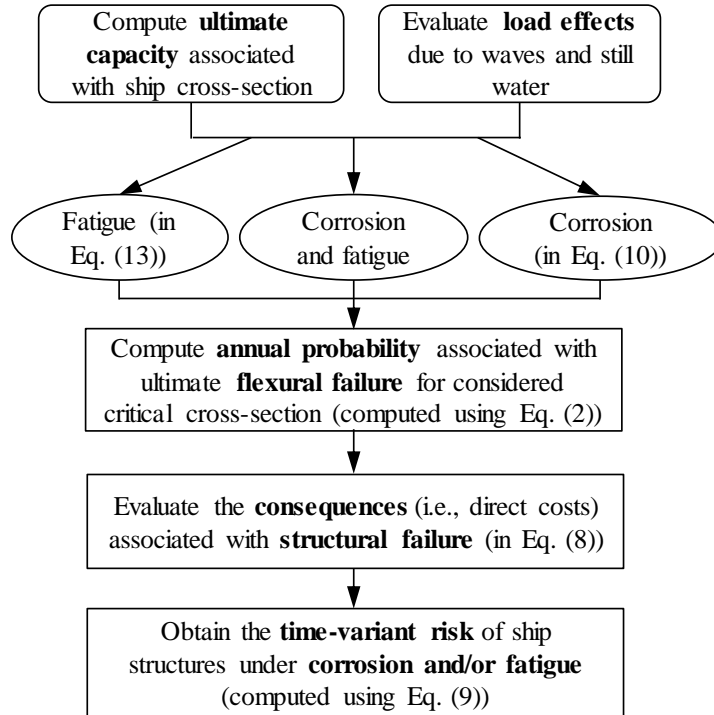 Compute ultimate
capacity associated
with ship cross-section
Evaluate load effects
due to waves and still
water
Fatigue (in
Eq. (13))
Corrosion
and fatigue
Corrosion
(in Eq. (10))
Compute annual probability associated with
ultimate flexural failure for considered
critical cross-section (computed using Eq. (2))
Evaluate the consequences (i.e., direct costs)
associated with structural failure (in Eq. (8))
Obtain the time-variant risk of ship
structures under corrosion and/or fatigue
(computed using Eq. (9))